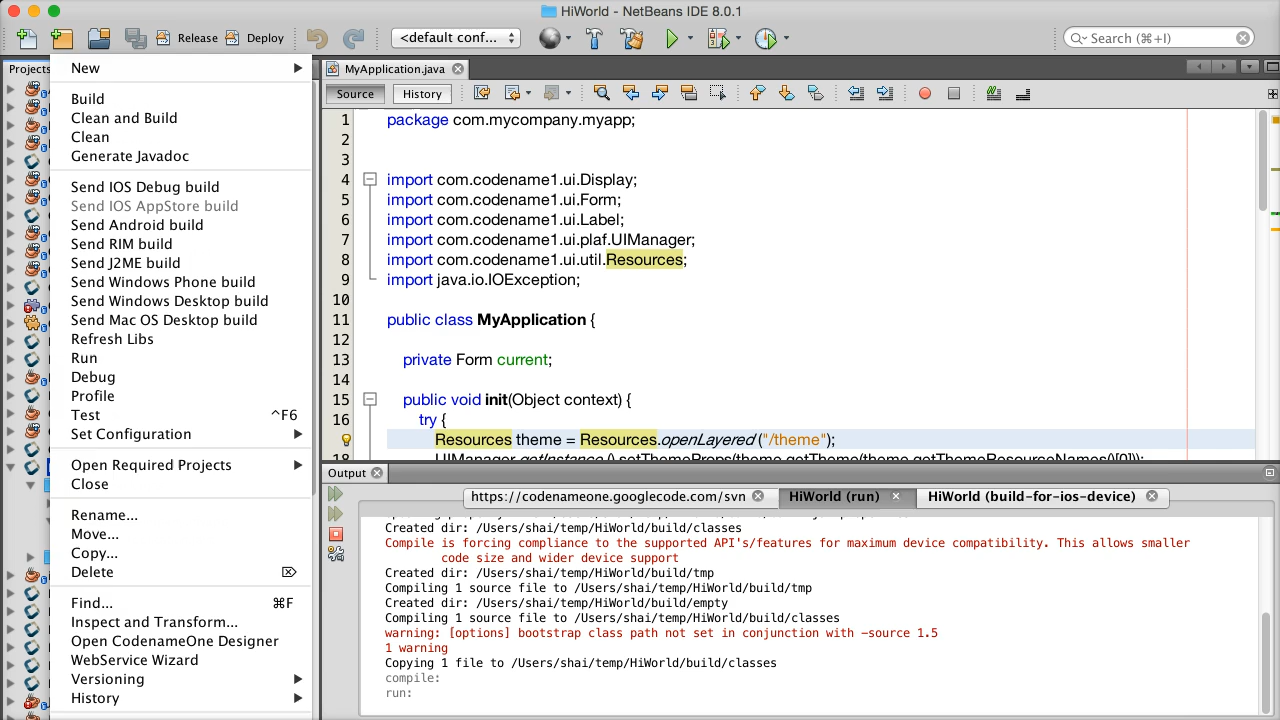 HiWorld - NetBeans IDE 8.0.1
Release
Deploy
<default conf...
Search (⌘+I)
Projects
New
Build
Clean and Build
Clean
Generate Javadoc
Send IOS Debug build
Send IOS AppStore build
Send Android build
Send RIM build
Send J2ME build
Send Windows Phone build
Send Windows Desktop build
Send Mac OS Desktop build
Refresh Libs
Run
Debug
Profile
Test ^F6
Set Configuration
Open Required Projects
Close
Rename...
Move...
Copy...
Delete ⌦
Find... ⌘F
Inspect and Transform...
Open CodenameOne Designer
WebService Wizard
Versioning
History
MyApplication.java
Source History
1 package com.mycompany.myapp;
2
3
4 import com.codename1.ui.Display;
5 import com.codename1.ui.Form;
6 import com.codename1.ui.Label;
7 import com.codename1.ui.plaf.UIManager;
8 import com.codename1.ui.util.Resources;
9 import java.io.IOException;
10
11 public class MyApplication {
12
13 private Form current;
14
15 public void init(Object context) {
16 try {
Resources theme = Resources.openLayered("/theme");
18 UIManager.getInstance().setThemeProps(theme.getTheme(theme.getThemeResourceNames()[0]));
Output
https://codenameone.googlecode.com/svn
HiWorld (run)
HiWorld (build-for-ios-device)
Created dir: /Users/shai/temp/HiWorld/build/classes
Compile is forcing compliance to the supported API's/features for maximum device compatibility. This allows smaller
code size and wider device support
Created dir: /Users/shai/temp/HiWorld/build/tmp
Compiling 1 source file to /Users/shai/temp/HiWorld/build/tmp
Created dir: /Users/shai/temp/HiWorld/build/empty
Compiling 1 source file to /Users/shai/temp/HiWorld/build/classes
warning: [options] bootstrap class path not set in conjunction with -source 1.5
1 warning
Copying 1 file to /Users/shai/temp/HiWorld/build/classes
compile:
run: